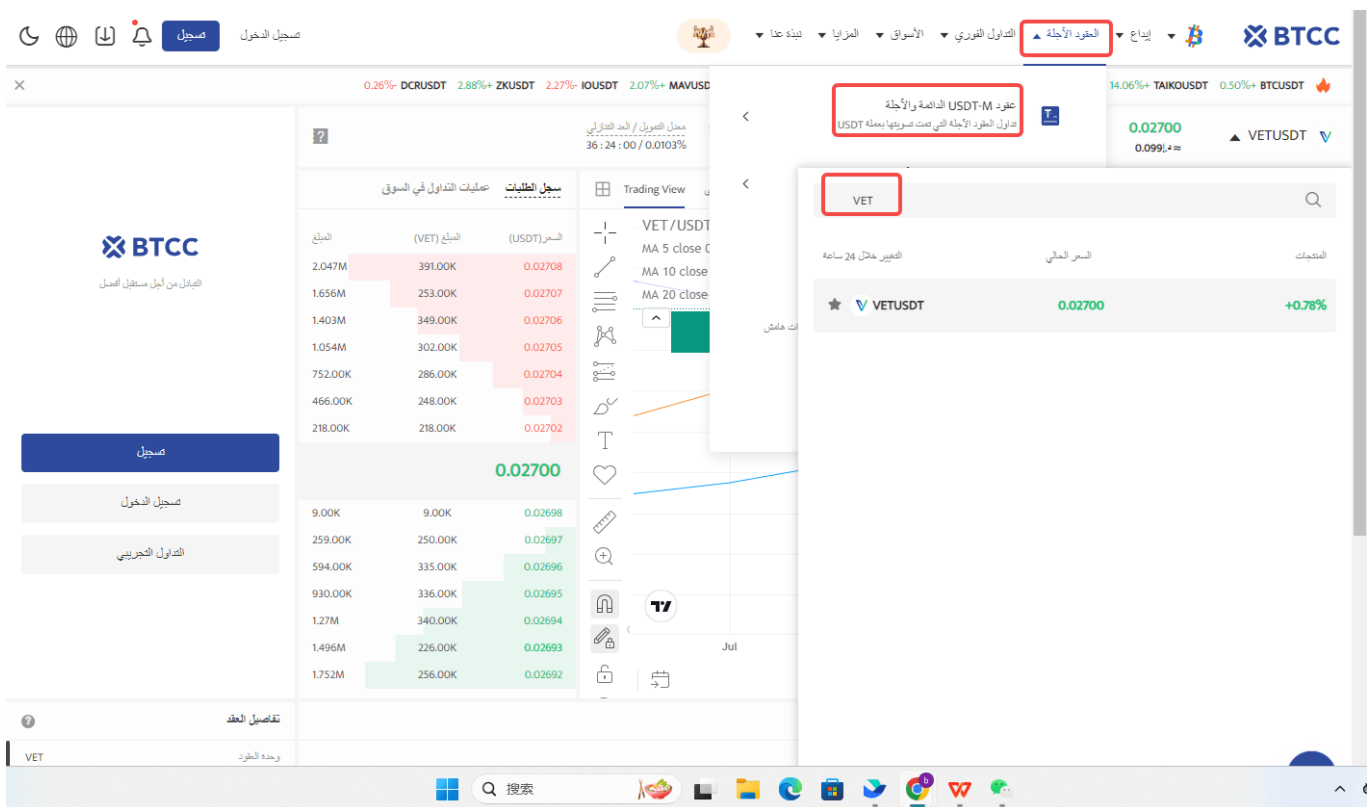 BTCC
إيداع
العقود الآجلة
التداول الفوري
الأسواق
المزايا
نبذة عنا
تسجيل الدخول
تسجيل
BTCUSDT +0.50%
TAIKOUSDT +14.06%
MAVUSD +2.07%
IOUSDT -2.27%
ZKUSDT +2.88%
DCRUSDT -0.26%
عقود USDT-M الدائمة والآجلة
تداول العقود الآجلة التي تمت تسويتها بعملة USDT
VETUSDT
0.02700
≈د.إ0.099
معدل التمويل / الحد التنازلي
36 : 24 : 00 / 0.0103%
VET
المنتجات
السعر الحالي
التغيير خلال 24 ساعة
VETUSDT 0.02700 +0.78%
ات هامش
Trading View
VET/USDT
MA 5 close
MA 10 close
MA 20 close
Jul
سجل الطلبات
عمليات التداول في السوق
السعر(USDT)
المبلغ (VET)
المبلغ
2.047M 391.00K 0.02708
1.656M 253.00K 0.02707
1.403M 349.00K 0.02706
1.054M 302.00K 0.02705
752.00K 286.00K 0.02704
466.00K 248.00K 0.02703
218.00K 218.00K 0.02702
0.02700
9.00K 9.00K 0.02698
259.00K 250.00K 0.02697
594.00K 335.00K 0.02696
930.00K 336.00K 0.02695
1.27M 340.00K 0.02694
1.496M 226.00K 0.02693
1.752M 256.00K 0.02692
BTCC
التبادل من أجل مستقبل أفضل
تسجيل
تسجيل الدخول
التداول التجريبي
تفاصيل العقد
وحدة العقود
VET
搜索